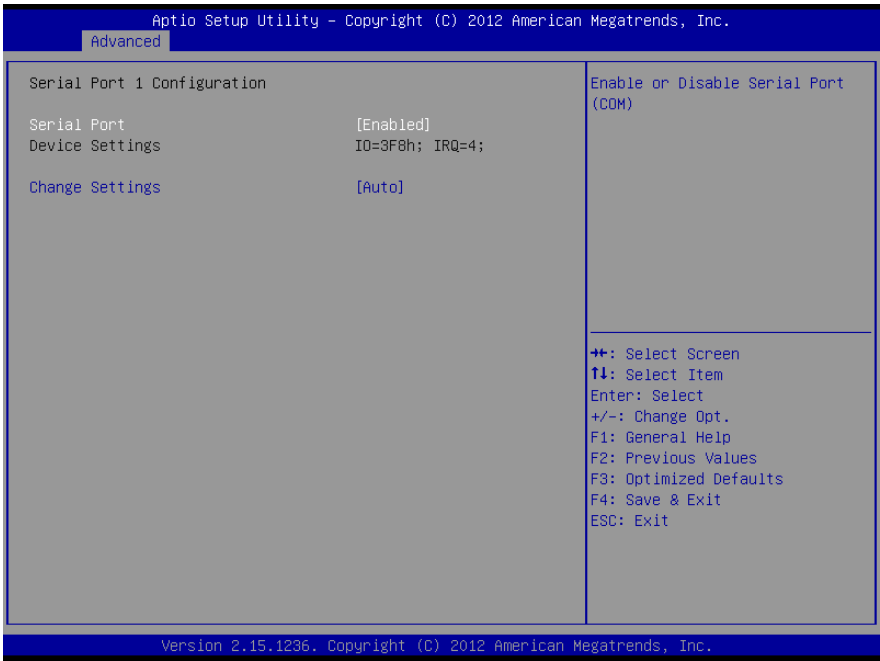 Aptio Setup Utility – Copyright (C) 2012 American Megatrends, Inc.
Advanced
Serial Port 1 Configuration
Serial Port [Enabled]
Device Settings IO=3F8h; IRQ=4;
Change Settings [Auto]
Enable or Disable Serial Port
(COM)
→←: Select Screen
↑↓: Select Item
Enter: Select
+/-: Change Opt.
F1: General Help
F2: Previous Values
F3: Optimized Defaults
F4: Save & Exit
ESC: Exit
Version 2.15.1236. Copyright (C) 2012 American Megatrends, Inc.